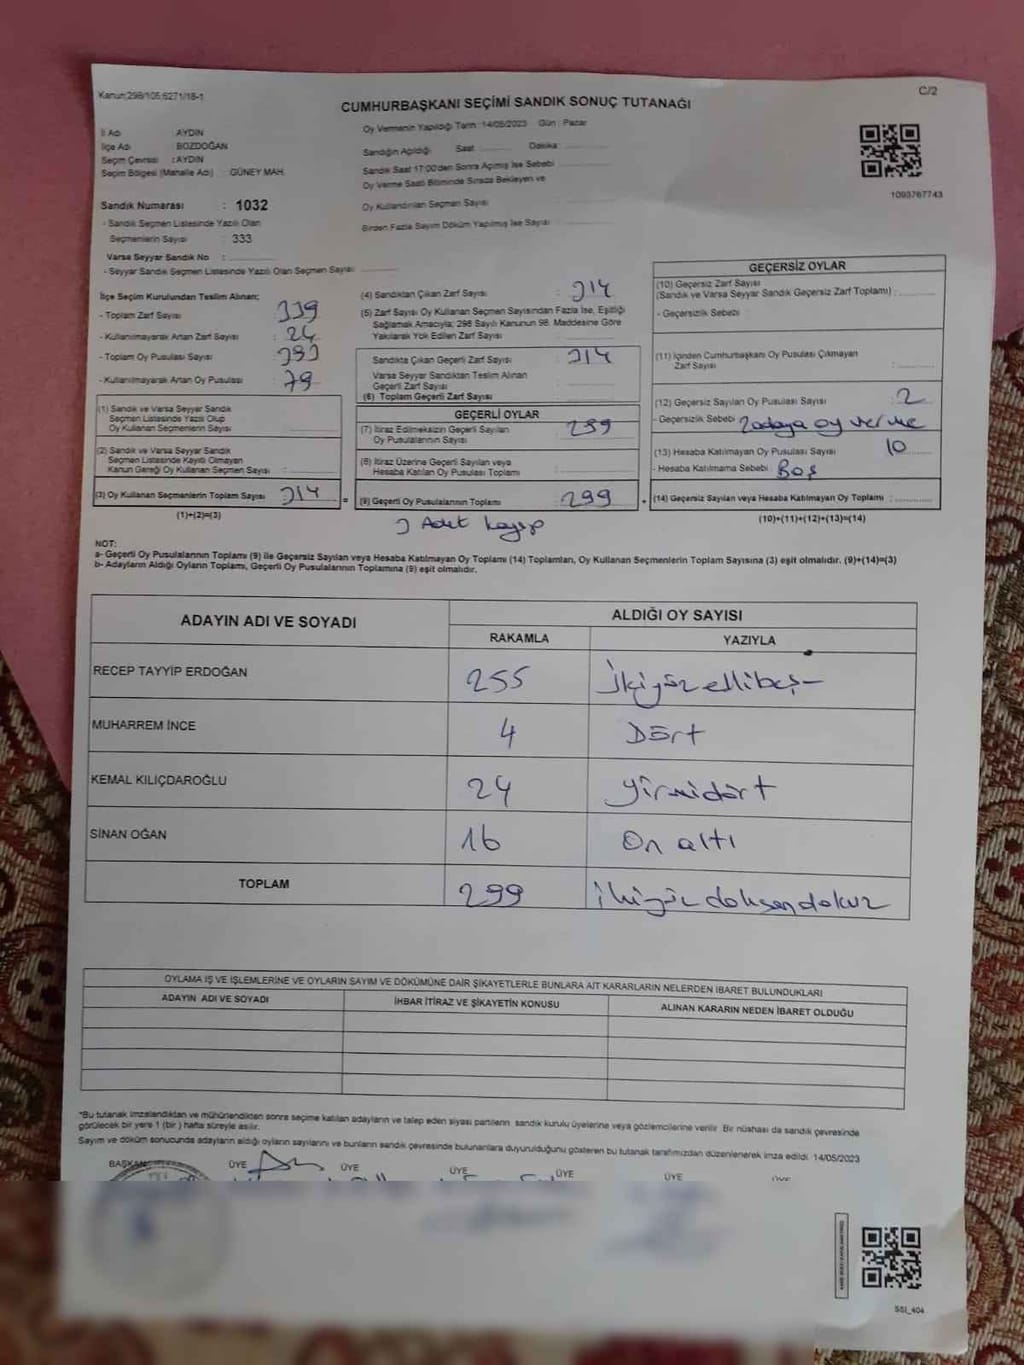 Kanun;298/105;6271/18-1
C/2
CUMHURBAŞKANI SEÇİMİ SANDIK SONUÇ TUTANAĞI
İl Adı : AYDIN
İlçe Adı : BOZDOĞAN
Seçim Çevresi : AYDIN
Seçim Bölgesi (Mahalle Adı) : GÜNEY MAH.
Sandık Numarası : 1032
- Sandık Seçmen Listesinde Yazılı Olan
Seçmenlerin Sayısı : 333
Varsa Seyyar Sandık No :
- Seyyar Sandık Seçmen Listesinde Yazılı Olan Seçmen Sayısı
Oy Vermenin Yapıldığı Tarih :14/05/2023 Gün : Pazar
Sandığın Açıldığı Saat Dakika :
Sandık Saat 17:00'den Sonra Açılmış İse Sebebi
Oy Verme Saati Bitiminde Sırada Bekleyen ve
Oy Kullandırılan Seçmen Sayısı :
Birden Fazla Sayım Döküm Yapılmış İse Sayısı :
1093767743
İlçe Seçim Kurulundan Teslim Alınan;
- Toplam Zarf Sayısı : 339
- Kullanılmayarak Artan Zarf Sayısı : 24
- Toplam Oy Pusulası Sayısı : 393
- Kullanılmayarak Artan Oy Pusulası : 79
(1) Sandık ve Varsa Seyyar Sandık
Seçmen Listesinde Yazılı Olup
Oy Kullanan Seçmenlerin Sayısı :
(2) Sandık ve Varsa Seyyar Sandık
Seçmen Listesinde Kayıtlı Olmayan
Kanun Gereği Oy Kullanan Seçmen Sayısı :
(3) Oy Kullanan Seçmenlerin Toplam Sayısı : 314 =
(1)+(2)=(3)
(4) Sandıktan Çıkan Zarf Sayısı : 314
(5) Zarf Sayısı Oy Kullanan Seçmen Sayısından Fazla İse, Eşitliği
Sağlamak Amacıyla; 298 Sayılı Kanunun 98. Maddesine Göre
Yakılarak Yok Edilen Zarf Sayısı :
Sandıkta Çıkan Geçerli Zarf Sayısı : 314
Varsa Seyyar Sandıktan Teslim Alınan
Geçerli Zarf Sayısı :
(6) Toplam Geçerli Zarf Sayısı :
GEÇERLİ OYLAR
(7) İtiraz Edilmeksizin Geçerli Sayılan
Oy Pusulalarının Sayısı : 299
(8) İtiraz Üzerine Geçerli Sayılan veya
Hesaba Katılan Oy Pusulası Toplamı :
(9) Geçerli Oy Pusulalarının Toplamı : 299 +
3 Adet kayıp
GEÇERSİZ OYLAR
(10) Geçersiz Zarf Sayısı
(Sandık ve Varsa Seyyar Sandık Geçersiz Zarf Toplamı) :
- Geçersizlik Sebebi
(11) İçinden Cumhurbaşkanı Oy Pusulası Çıkmayan
Zarf Sayısı :
(12) Geçersiz Sayılan Oy Pusulası Sayısı : 2
- Geçersizlik Sebebi 2 adaya oy verme
(13) Hesaba Katılmayan Oy Pusulası Sayısı : 10
- Hesaba Katılmama Sebebi : Boş
(14) Geçersiz Sayılan veya Hesaba Katılmayan Oy Toplamı :
(10)+(11)+(12)+(13)=(14)
NOT:
a- Geçerli Oy Pusulalarının Toplamı (9) ile Geçersiz Sayılan veya Hesaba Katılmayan Oy Toplamı (14) Toplamları, Oy Kullanan Seçmenlerin Toplam Sayısına (3) eşit olmalıdır. (9)+(14)=(3)
b- Adayların Aldığı Oyların Toplamı, Geçerli Oy Pusulalarının Toplamına (9) eşit olmalıdır.
ADAYIN ADI VE SOYADI
ALDIĞI OY SAYISI
RAKAMLA YAZIYLA
RECEP TAYYİP ERDOĞAN 255 İkiyüzellibeş
MUHARREM İNCE 4 Dört
KEMAL KILIÇDAROĞLU 24 yirmidört
SİNAN OĞAN 16 On altı
TOPLAM 299 ikiyüzdoksandokuz
OYLAMA İŞ VE İŞLEMLERİNE VE OYLARIN SAYIM VE DÖKÜMÜNE DAİR ŞİKAYETLERLE BUNLARA AİT KARARLARIN NELERDEN İBARET BULUNDUKLARI
ADAYIN ADI VE SOYADI İHBAR İTİRAZ VE ŞİKAYETİN KONUSU ALINAN KARARIN NEDEN İBARET OLDUĞU
*Bu tutanak imzalandıktan ve mühürlendikten sonra seçime katılan adayların ve talep eden siyasi partilerin sandık kurulu üyelerine veya gözlemcilerine verilir. Bir nüshası da sandık çevresinde
görülecek bir yere 1 (bir ) hafta süreyle asılır.
Sayım ve döküm sonucunda adayların aldığı oyların sayılarını ve bunların sandık çevresinde bulunanlara duyurulduğunu gösteren bu tutanak tarafımızdan düzenlenerek imza edildi. 14/05/2023
BAŞKAN ÜYE ÜYE ÜYE ÜYE ÜYE ÜYE
SSI_404